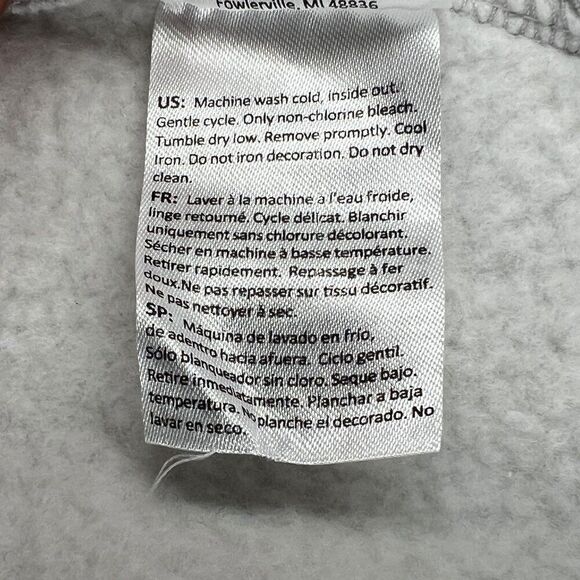 Fowlerville, MI 48836
US: Machine wash cold, inside out.
Gentle cycle. Only non-chlorine bleach.
Tumble dry low. Remove promptly. Cool
Iron. Do not iron decoration. Do not dry
clean.
FR: Laver à la machine a l'eau froide,
linge retourné. Cycle délicat. Blanchir
uniquement sans chlorure décolorant.
Sécher en machine à basse température.
Retirer rapidement. Repassage à fer
doux.Ne pas repasser sur tissu décoratif.
Ne pas nettoyer à sec.
SP: Máquina de lavado en frío,
de adentro hacia afuera. Ciclo gentil.
Sólo blanqueador sin cloro. Seque bajo.
Retire inmediatamente. Planchar a baja
temperatura. No planche el decorado. No
lavar en seco.